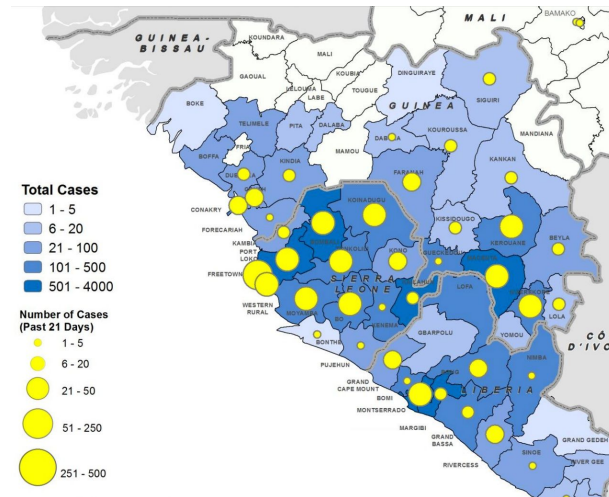 MALI
BAMAKO
GUINEA-
BISSAU
KOUNDARA
MALI
GAOUAL
KOUBIA
LELOUMA
LABE
TOUGUE
DINGUIRAYE
SIGUIRI
BOKE
GUINEA
TELIMELE
PITA
DALABA
DABOLA
KOUROUSSA
MANDIANA
BOFFA
FRIA
MAMOU
KANKAN
KINDIA
FARANAH
CONAKRY
FORECARIAH
KOINADUGU
KISSIDOUGO
KEROUANE
BEYLA
KAMBIA
PORT
LOKO
KONO
FREETOWN
SIERRA
LEONE
LOFA
WESTERN
RURAL
MOYAMBA
BO
KENEMA
GBARPOLU
YOMOU
LOLA
CÔ
D'IVO
BONTHE
NIMBA
PUJEHUN
GRAND
CAPE MOUNT
BONG
LIBERIA
BOMI
MONTSERRADO
MARGIBI
GRAND
BASSA
RIVERCESS
SINOE
GRAND GEDEH
RIVER GEE
Total Cases
1 - 5
6 - 20
21 - 100
101 - 500
501 - 4000
Number of Cases
(Past 21 Days)
1 - 5
6 - 20
21 - 50
51 - 250
251 - 500